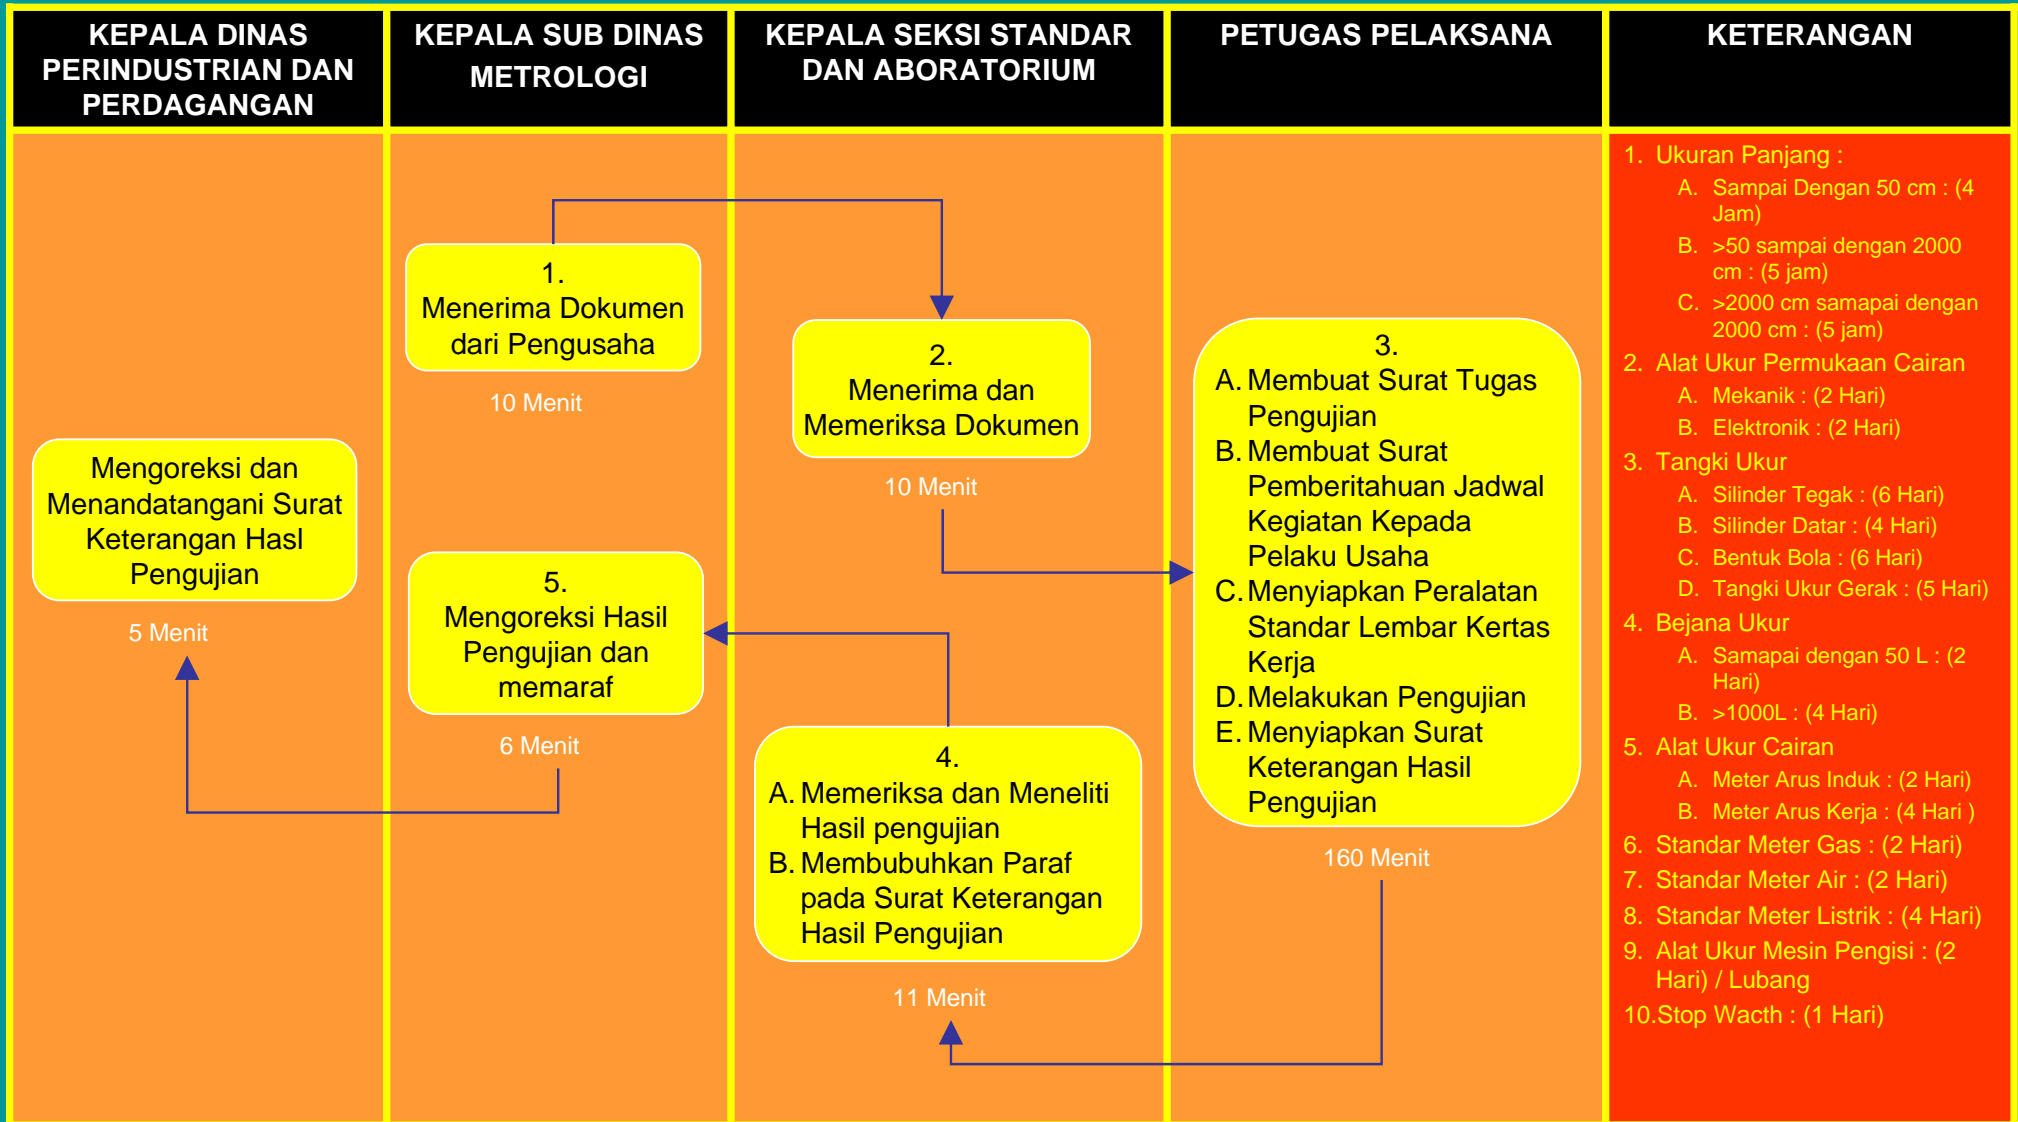 KEPALA DINAS
PERINDUSTRIAN DAN
PERDAGANGAN
KEPALA SUB DINAS
METROLOGI
KEPALA SEKSI STANDAR
DAN ABORATORIUM
PETUGAS PELAKSANA
KETERANGAN
Mengoreksi dan
Menandatangani Surat
Keterangan Hasl
Pengujian
5 Menit
1.
Menerima Dokumen
dari Pengusaha
10 Menit
5.
Mengoreksi Hasil
Pengujian dan
memaraf
6 Menit
2.
Menerima dan
Memeriksa Dokumen
10 Menit
4.
A. Memeriksa dan Meneliti
Hasil pengujian
B. Membubuhkan Paraf
pada Surat Keterangan
Hasil Pengujian
11 Menit
3.
A. Membuat Surat Tugas
Pengujian
B. Membuat Surat
Pemberitahuan Jadwal
Kegiatan Kepada
Pelaku Usaha
C. Menyiapkan Peralatan
Standar Lembar Kertas
Kerja
D. Melakukan Pengujian
E. Menyiapkan Surat
Keterangan Hasil
Pengujian
160 Menit
1. Ukuran Panjang :
A. Sampai Dengan 50 cm : (4
Jam)
B. >50 sampai dengan 2000
cm : (5 jam)
C. >2000 cm samapai dengan
2000 cm : (5 jam)
2. Alat Ukur Permukaan Cairan
A. Mekanik : (2 Hari)
B. Elektronik : (2 Hari)
3. Tangki Ukur
A. Silinder Tegak : (6 Hari)
B. Silinder Datar : (4 Hari)
C. Bentuk Bola : (6 Hari)
D. Tangki Ukur Gerak : (5 Hari)
4. Bejana Ukur
A. Samapai dengan 50 L : (2
Hari)
B. >1000L : (4 Hari)
5. Alat Ukur Cairan
A. Meter Arus Induk : (2 Hari)
B. Meter Arus Kerja : (4 Hari )
6. Standar Meter Gas : (2 Hari)
7. Standar Meter Air : (2 Hari)
8. Standar Meter Listrik : (4 Hari)
9. Alat Ukur Mesin Pengisi : (2
Hari) / Lubang
10.Stop Wacth : (1 Hari)